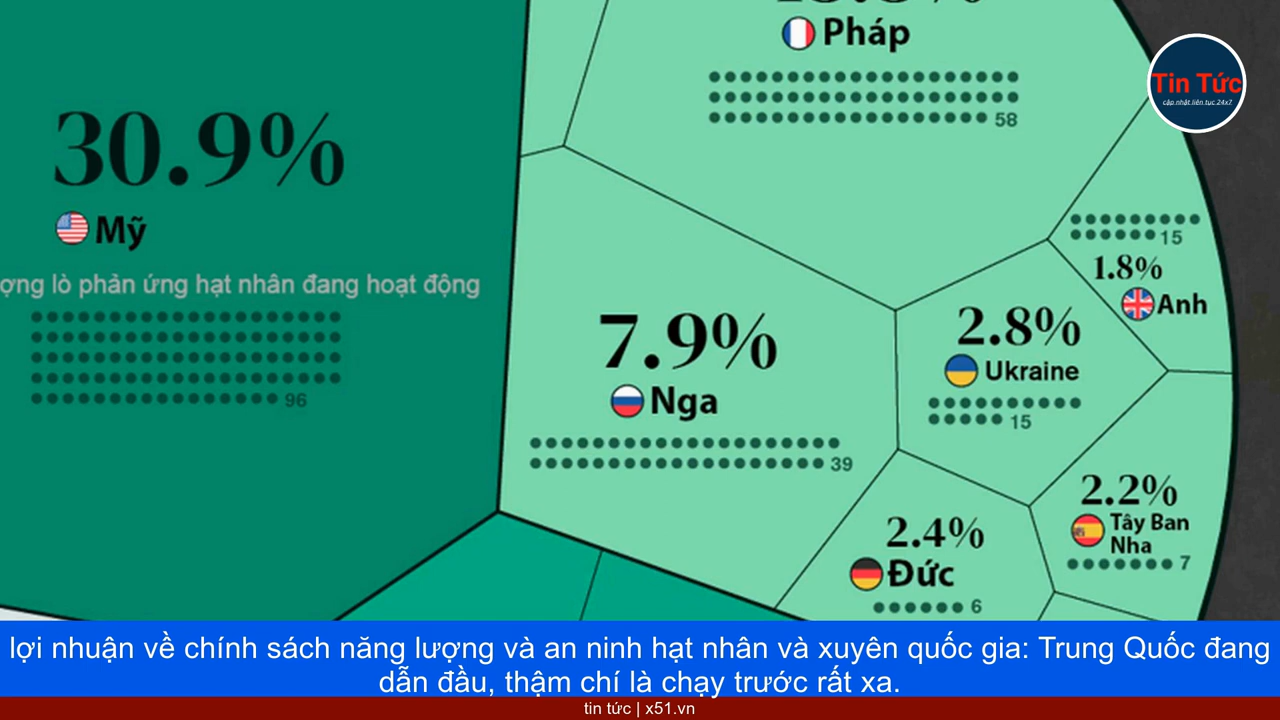 Pháp
58
Tin Tức
cập nhật liên tục 24x7
30.9%
Mỹ
ợng lò phản ứng hạt nhân đang hoạt động
96
15
1.8%
Anh
7.9%
Nga
39
2.8%
Ukraine
15
2.4%
Đức
6
2.2%
Tây Ban
Nha
7
lợi nhuận về chính sách năng lượng và an ninh hạt nhân và xuyên quốc gia: Trung Quốc đang
dẫn đầu, thậm chí là chạy trước rất xa.
tin tức | x51.vn